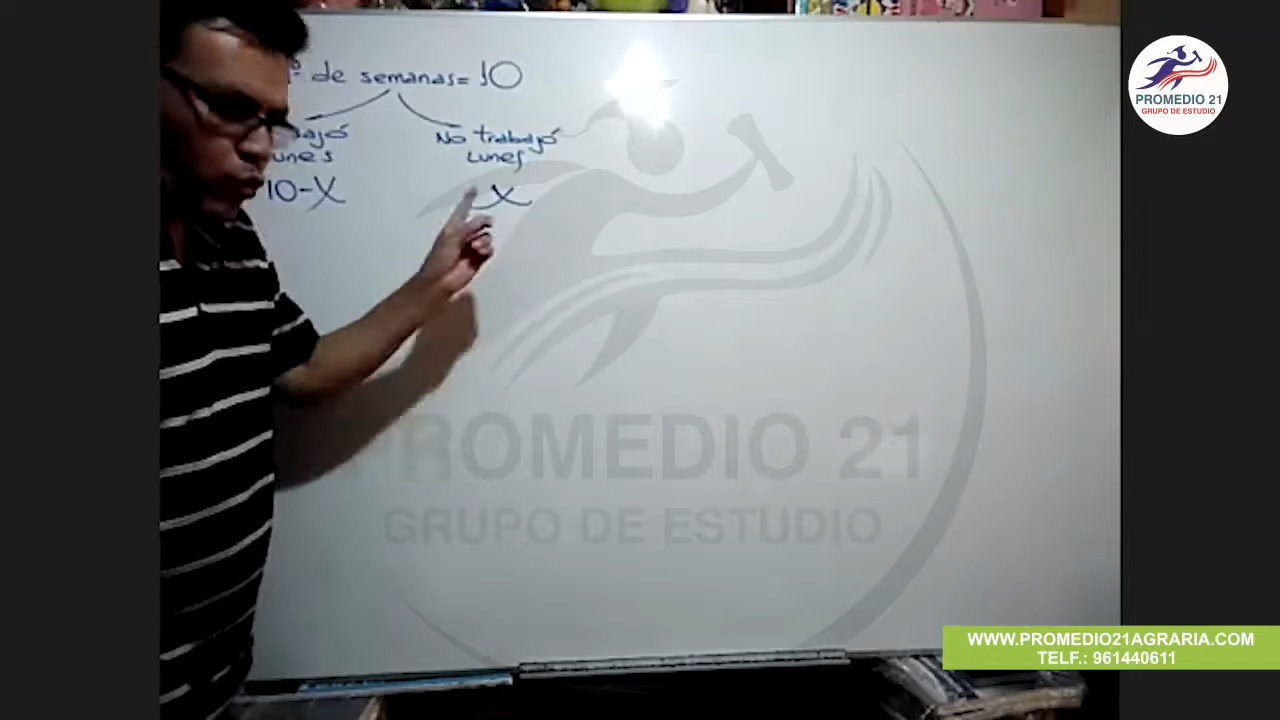 de semanas = 10
No trabajó
Lunes
Lunes
10-X
X
PROMEDIO 21
GRUPO DE ESTUDIO
PROMEDIO 21
GRUPO DE ESTUDIO
WWW.PROMEDIO21AGRARIA.COM
TELF.: 961440611